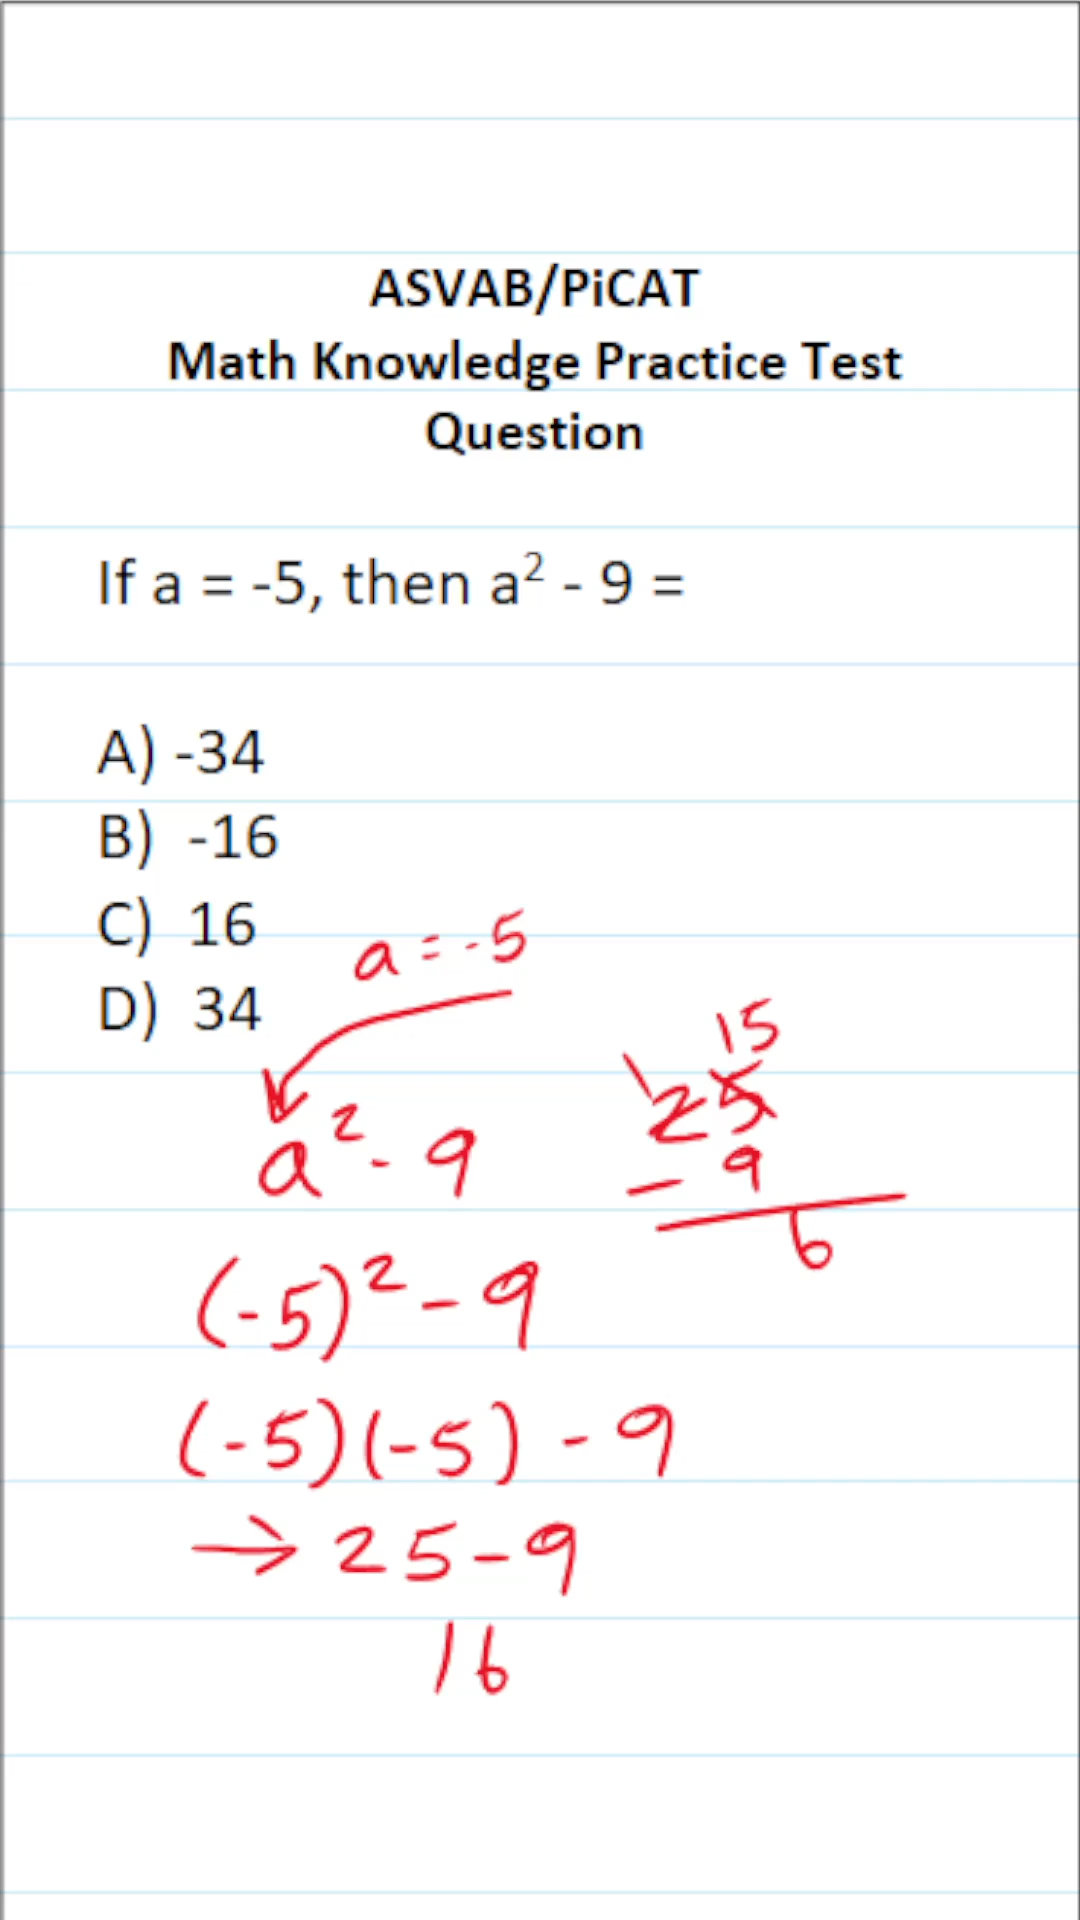 ASVAB/PiCAT
Math Knowledge Practice Test
Question
If a = -5, then a² - 9 =
A) -34
B) -16
C) 16
D) 34
a = -5
a² - 9
15
1
25
- 9
6
(-5)² - 9
(-5)(-5) - 9
→ 25 - 9
16